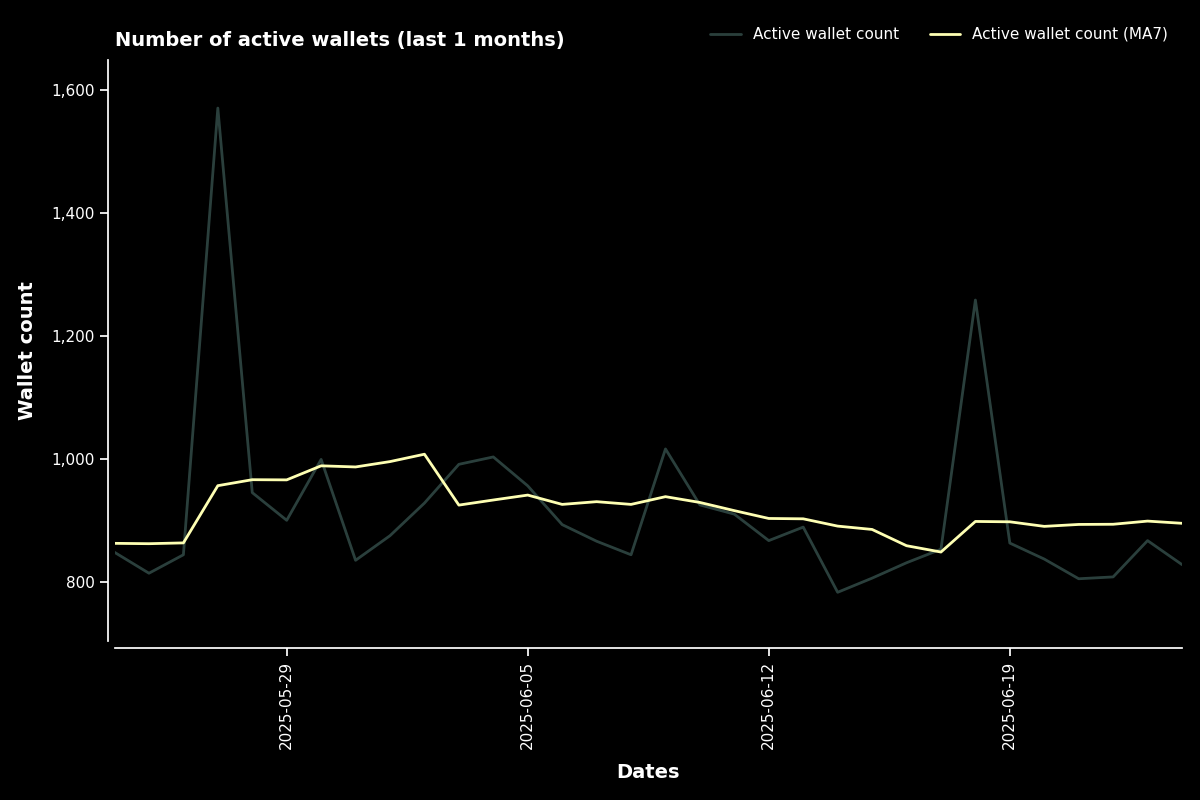 Number of active wallets (last 1 months)
Active wallet count
Active wallet count (MA7)
1,600
1,400
1,200
1,000
800
Wallet count
2025-05-29
2025-06-05
2025-06-12
2025-06-19
Dates